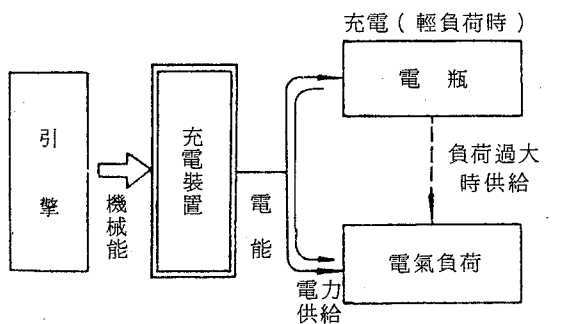 充電(輕負荷時)
電瓶
引擎
充電裝置
機械能
電能
負荷過大
時供給
電氣負荷
電力
供給